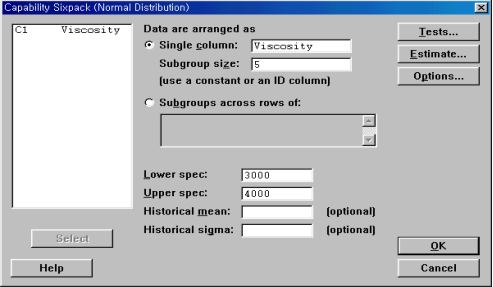 Capability Sixpack (Normal Distribution)
C1 Viscosity
Data are arranged as
Single column: Viscosity
Subgroup size: 5
(use a constant or an ID column)
Subgroups across rows of:
Lower spec: 3000
Upper spec: 4000
Historical mean: (optional)
Historical sigma: (optional)
Tests...
Estimate...
Options...
Select
Help
OK
Cancel